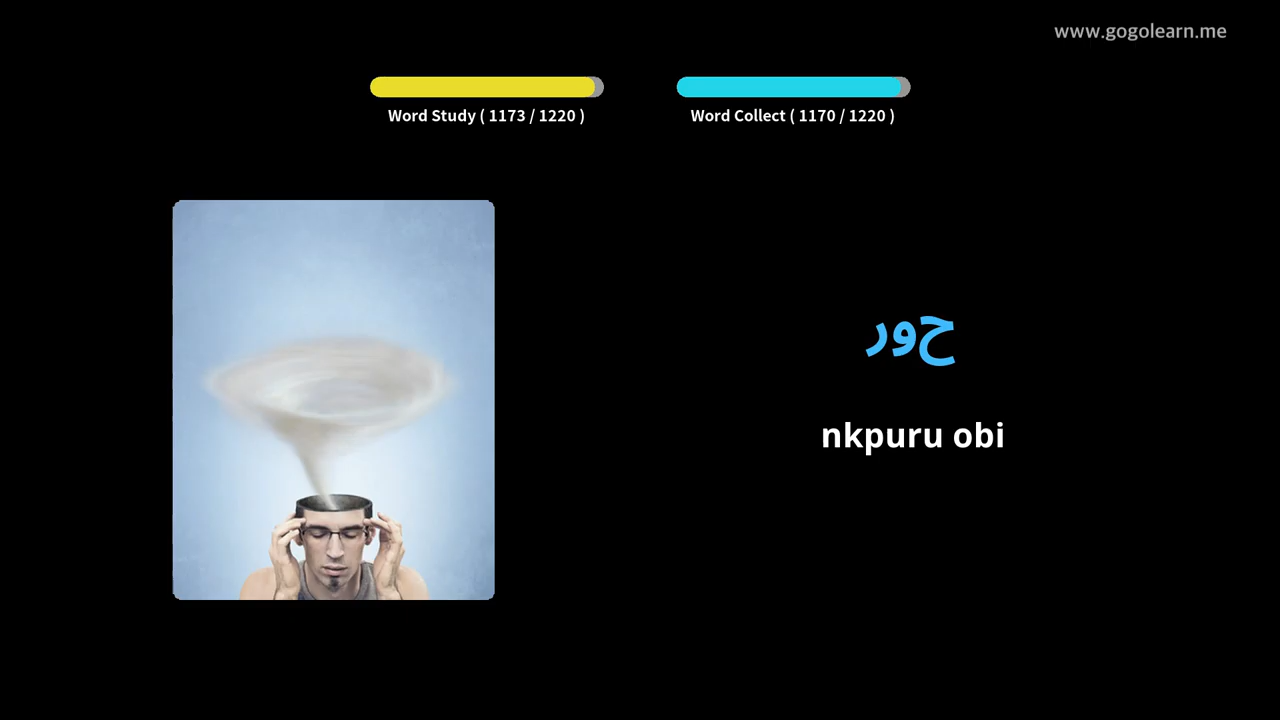 www.gogolearn.me
Word Study ( 1173 / 1220 )
Word Collect ( 1170 / 1220 )
حور
nkpuru obi